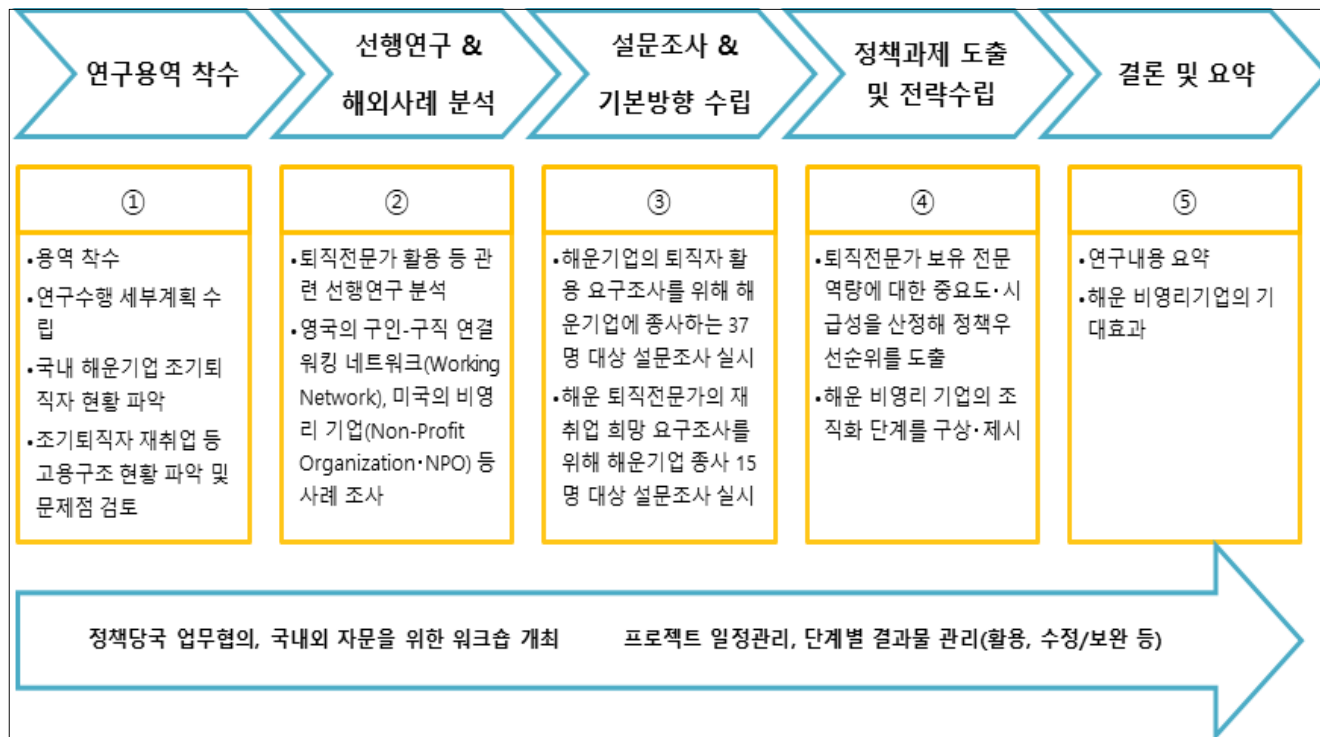 연구용역 착수
선행연구 &
해외사례 분석
설문조사 &
기본방향 수립
정책과제 도출
및 전략수립
결론 및 요약
①
•용역 착수
•연구수행 세부계획 수
립
•국내 해운기업 조기퇴
직자 현황 파악
•조기퇴직자 재취업 등
고용구조 현황 파악 및
문제점 검토
②
•퇴직전문가 활용 등 관
련 선행연구 분석
•영국의 구인-구직 연결
워킹 네트워크(Working
Network), 미국의 비영
리 기업(Non-Profit
Organization·NPO) 등
사례 조사
③
•해운기업의 퇴직자 활
용 요구조사를 위해 해
운기업에 종사하는 37
명 대상 설문조사 실시
•해운 퇴직전문가의 재
취업 희망 요구조사를
위해 해운기업 종사 15
명 대상 설문조사 실시
④
•퇴직전문가 보유 전문
역량에 대한 중요도·시
급성을 산정해 정책우
선순위를 도출
•해운 비영리 기업의 조
직화 단계를 구상·제시
⑤
•연구내용 요약
•해운 비영리기업의 기
대효과
정책당국 업무협의, 국내외 자문을 위한 워크숍 개최 프로젝트 일정관리, 단계별 결과물 관리(활용, 수정/보완 등)